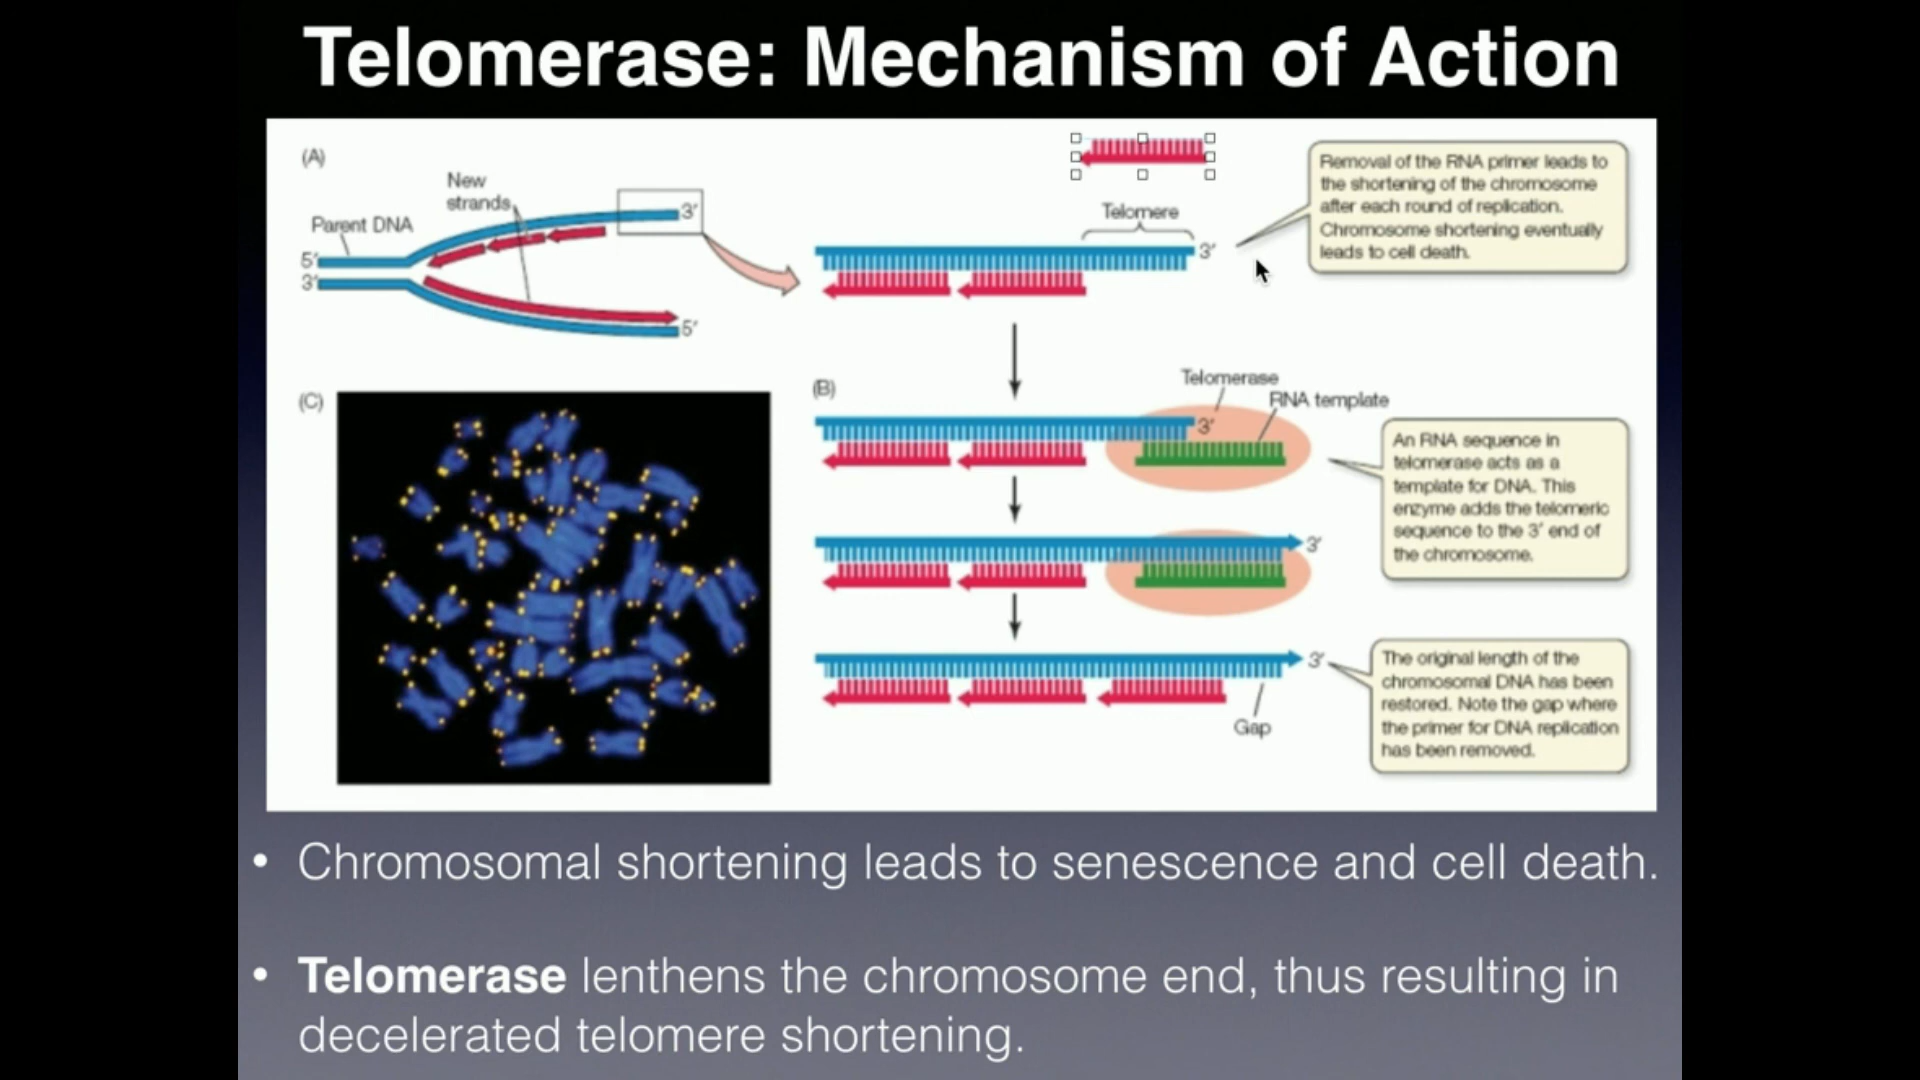 Telomerase: Mechanism of Action
(A)
New
strands
Parent DNA
5′
3′
3′
5′
Telomere
3′
Removal of the RNA primer leads to
the shortening of the chromosome
after each round of replication.
Chromosome shortening eventually
leads to cell death.
(C)
(B)
Telomerase
RNA template
3′
An RNA sequence in
telomerase acts as a
template for DNA. This
enzyme adds the telomeric
sequence to the 3′ end of
the chromosome.
3′
3′
Gap
The original length of the
chromosomal DNA has been
restored. Note the gap where
the primer for DNA replication
has been removed.
• Chromosomal shortening leads to senescence and cell death.
• Telomerase lenthens the chromosome end, thus resulting in
decelerated telomere shortening.